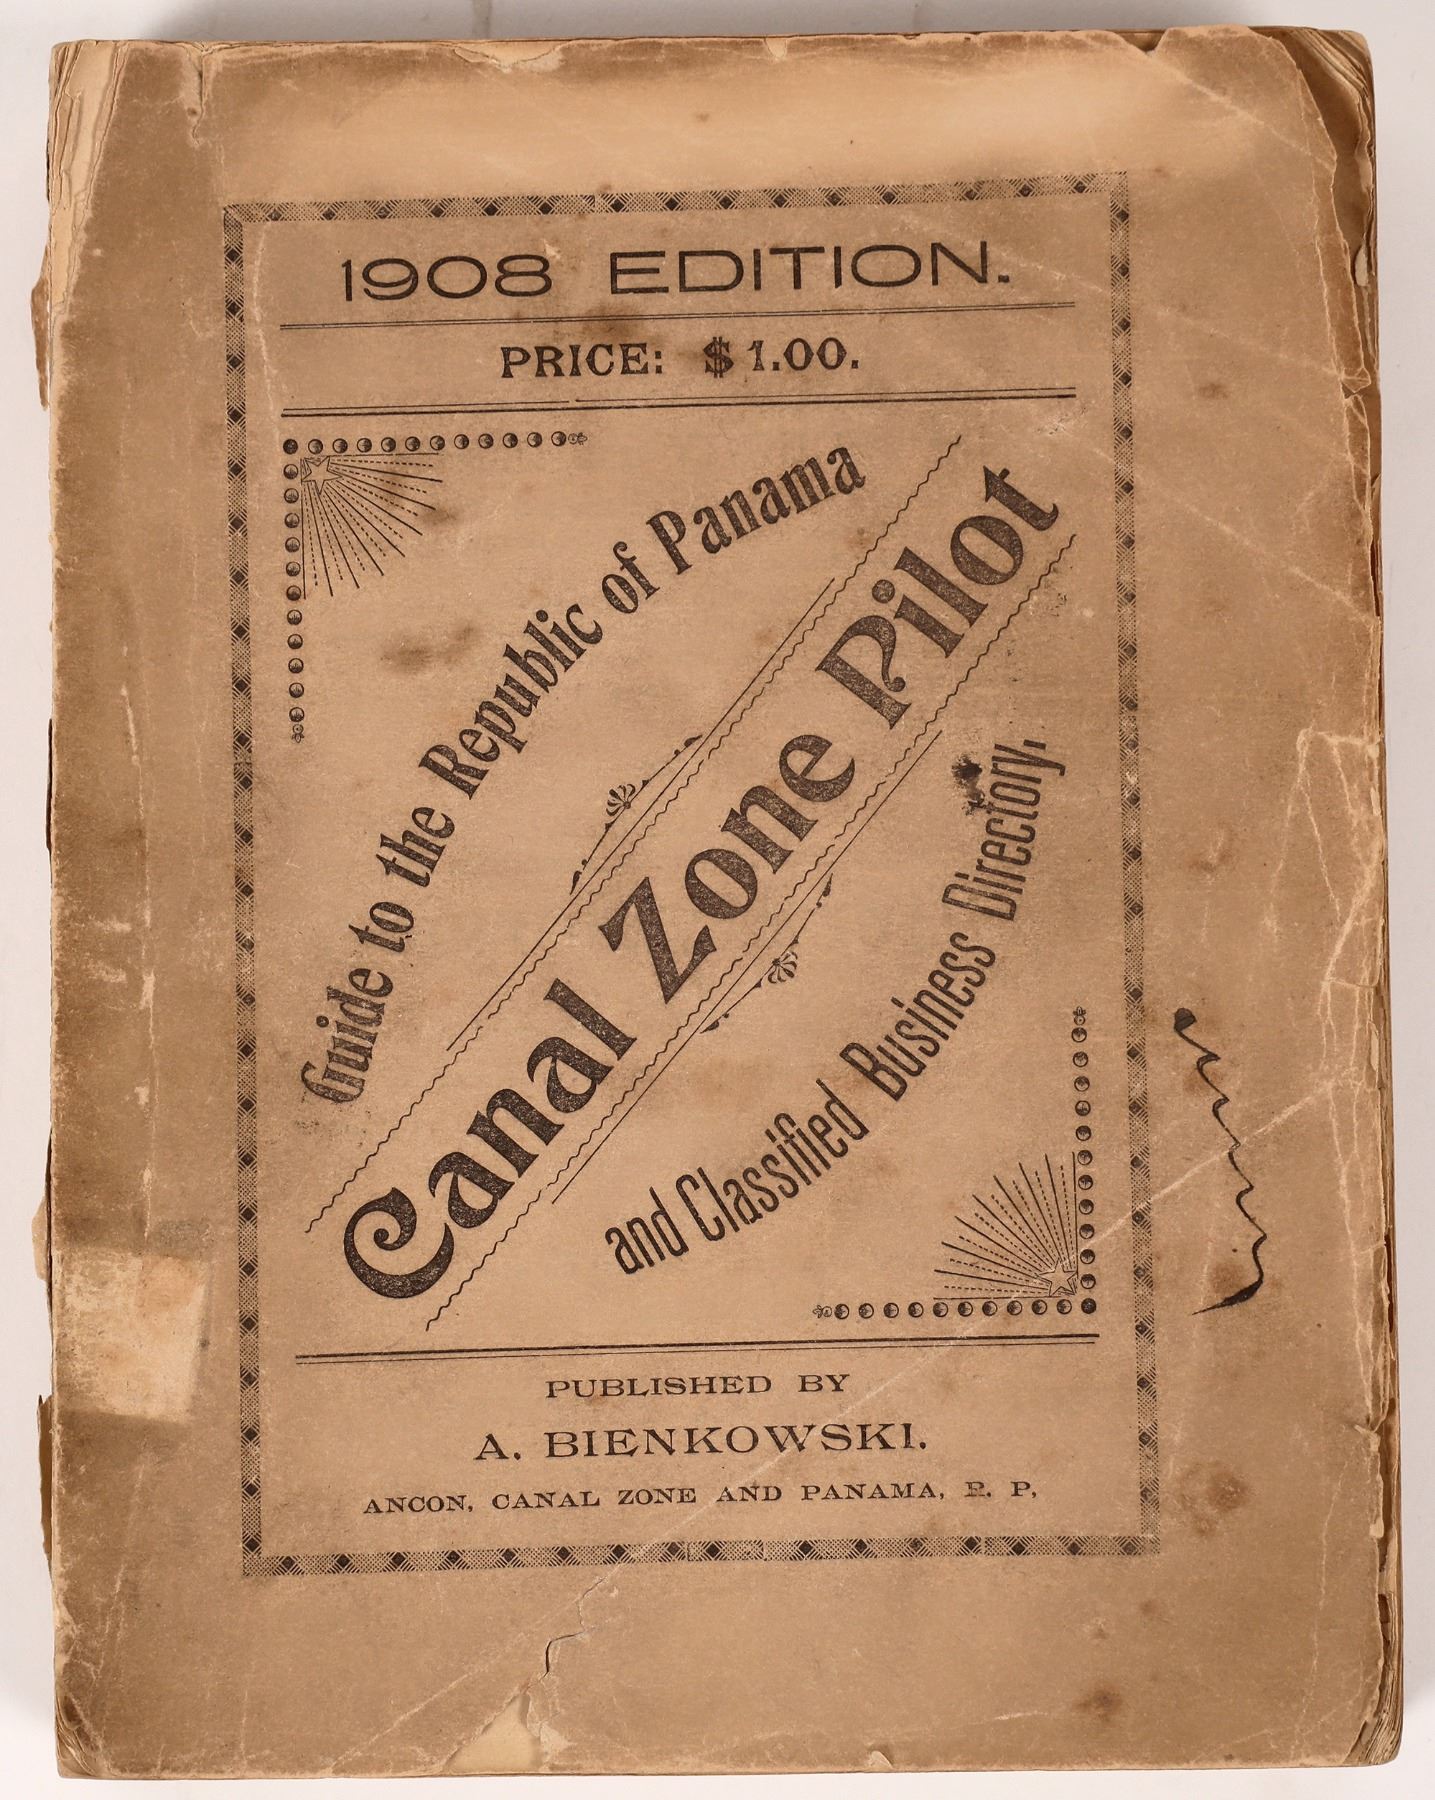 1908 EDITION.
PRICE: $1.00.
Guide to the Republic of Panama
Canal Zone Pilot
and Classified Business Directory.
PUBLISHED BY
A. BIENKOWSKI.
ANCON, CANAL ZONE AND PANAMA, R. P,